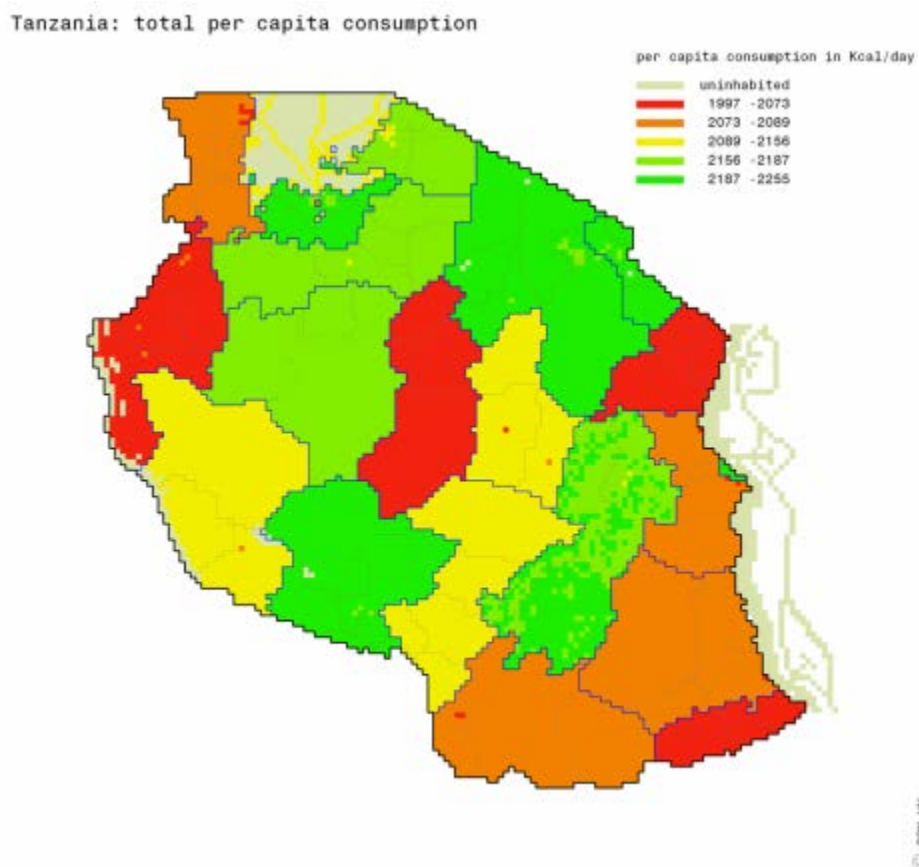 Tanzania: total per capita consumption
per capita consumption in Kcal/day
uninhabited
1997 -2073
2073 -2089
2089 -2156
2156 -2187
2187 -2255